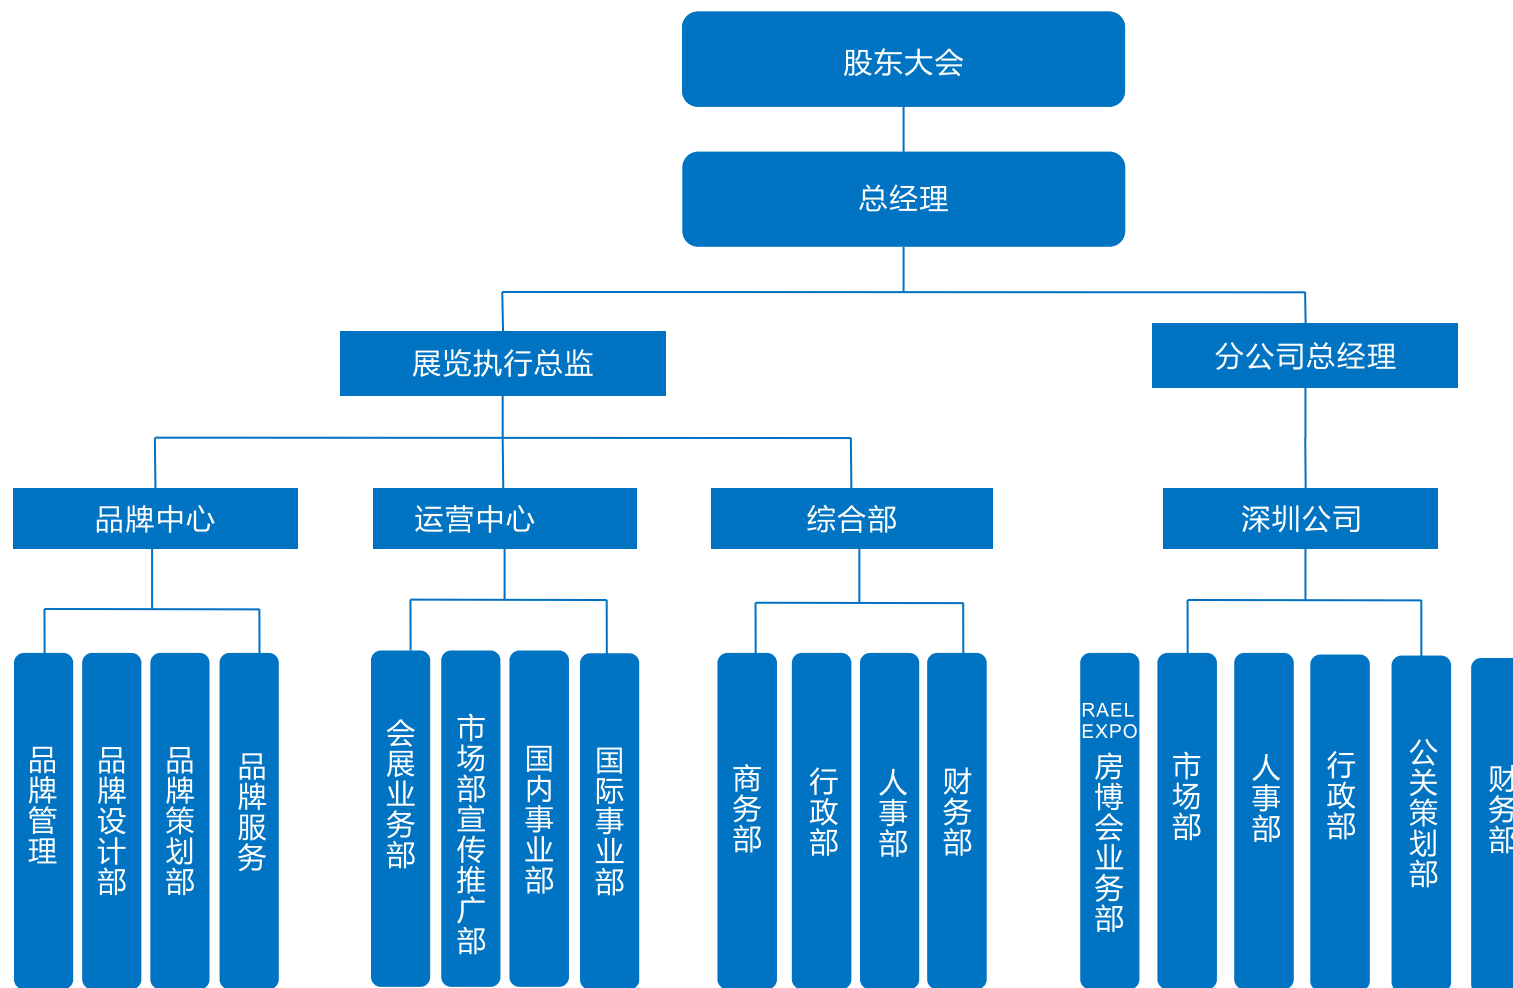 股东大会
总经理
展览执行总监
分公司总经理
品牌中心
运营中心
综合部
深圳公司
品牌管理
品牌设计部
品牌策划部
品牌服务
会展业务部
市场部宣传推广部
国内事业部
国际事业部
商务部
行政部
人事部
财务部
RAEL
EXPO
房博会业务部
市场部
人事部
行政部
公关策划部
财务部